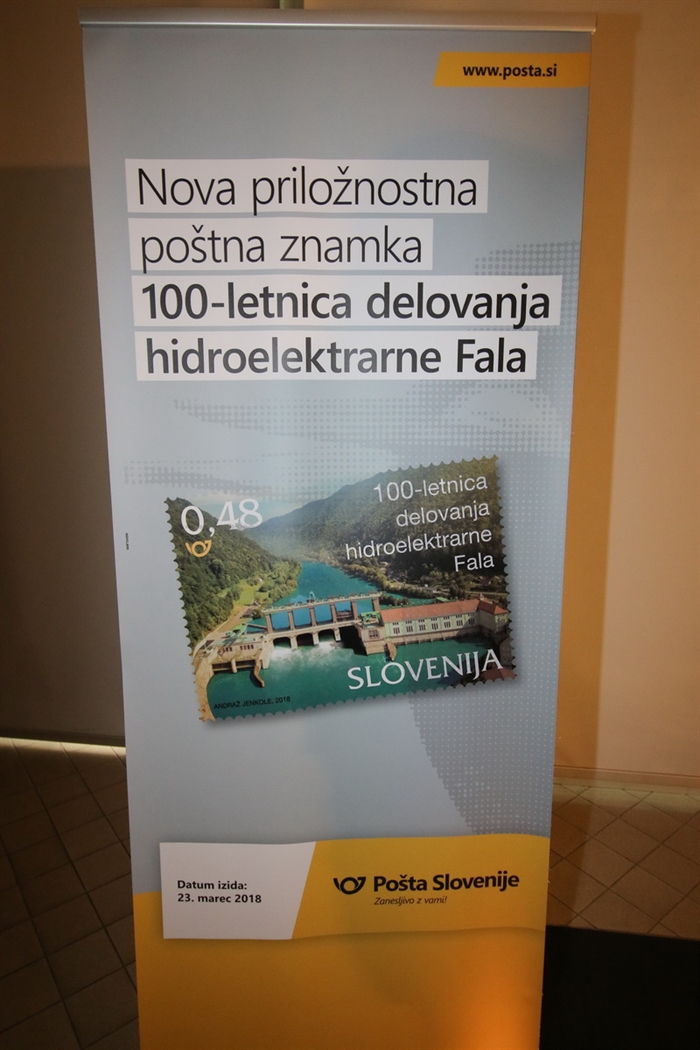 www.posta.si
Nova priložnostna
poštna znamka
100-letnica delovanja
hidroelektrarne Fala
0,48
100-letnica
delovanja
hidroelektrarne
Fala
SLOVENIJA
ANDRAŽ JENKOLE, 2018
Datum izida:
23. marec 2018
Pošta Slovenije
Zanesljivo z vami!